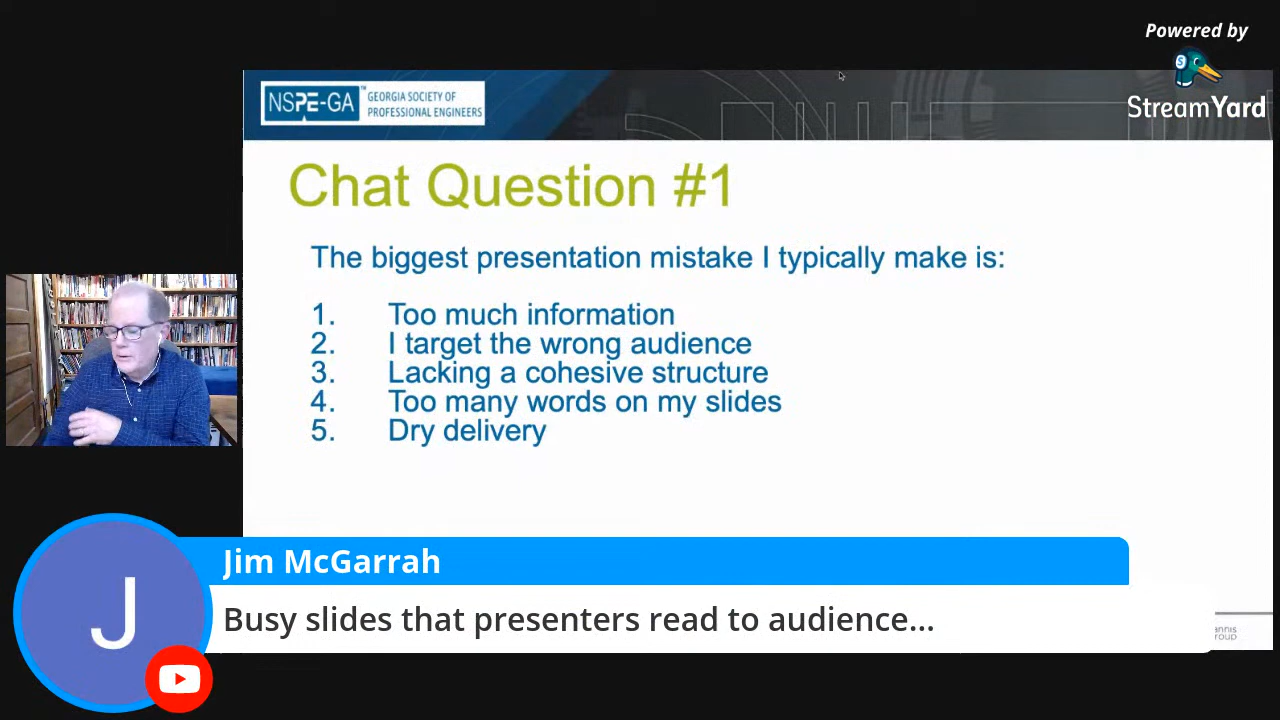 Powered by
StreamYard
NSPE-GA™
GEORGIA SOCIETY OF
PROFESSIONAL ENGINEERS
Chat Question #1
The biggest presentation mistake I typically make is:
1. Too much information
2. I target the wrong audience
3. Lacking a cohesive structure
4. Too many words on my slides
5. Dry delivery
J
Jim McGarrah
Busy slides that presenters read to audience...